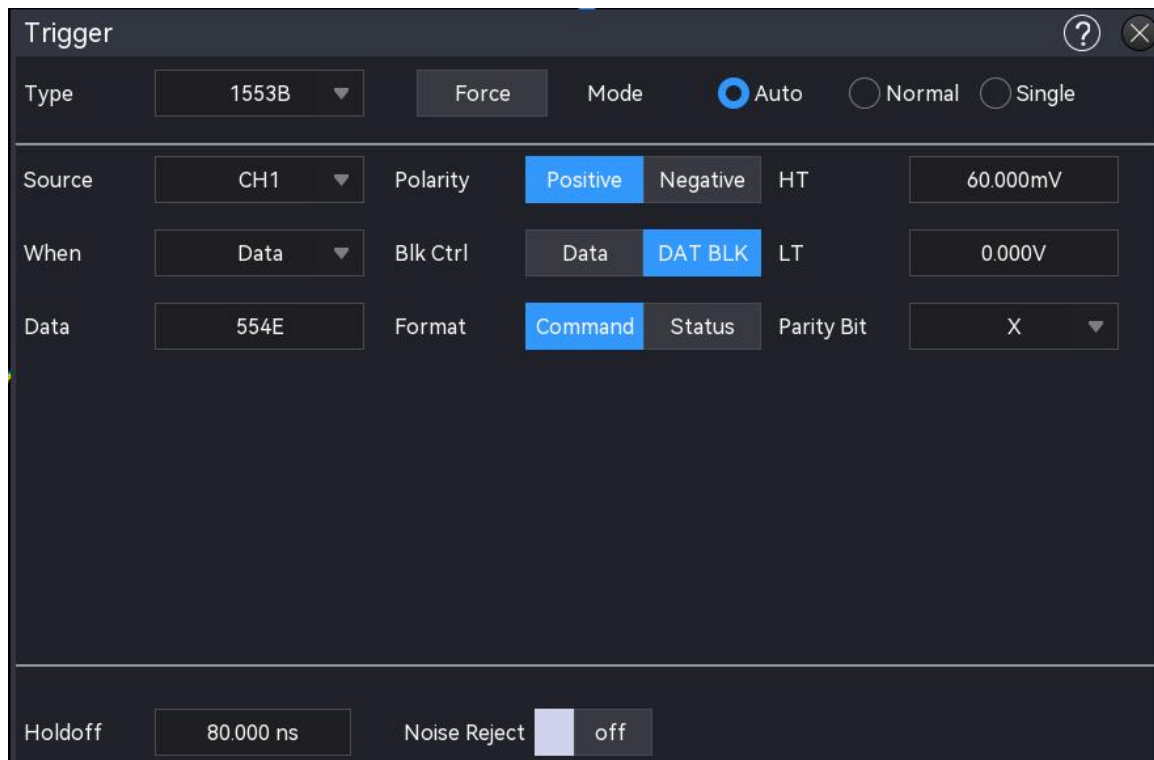 Trigger ?
Type 1553B Force Mode Auto Normal Single
Source CH1 Polarity Positive Negative HT 60.000mV
When Data Blk Ctrl Data DAT BLK LT 0.000V
Data 554E Format Command Status Parity Bit X
Holdoff 80.000 ns Noise Reject off